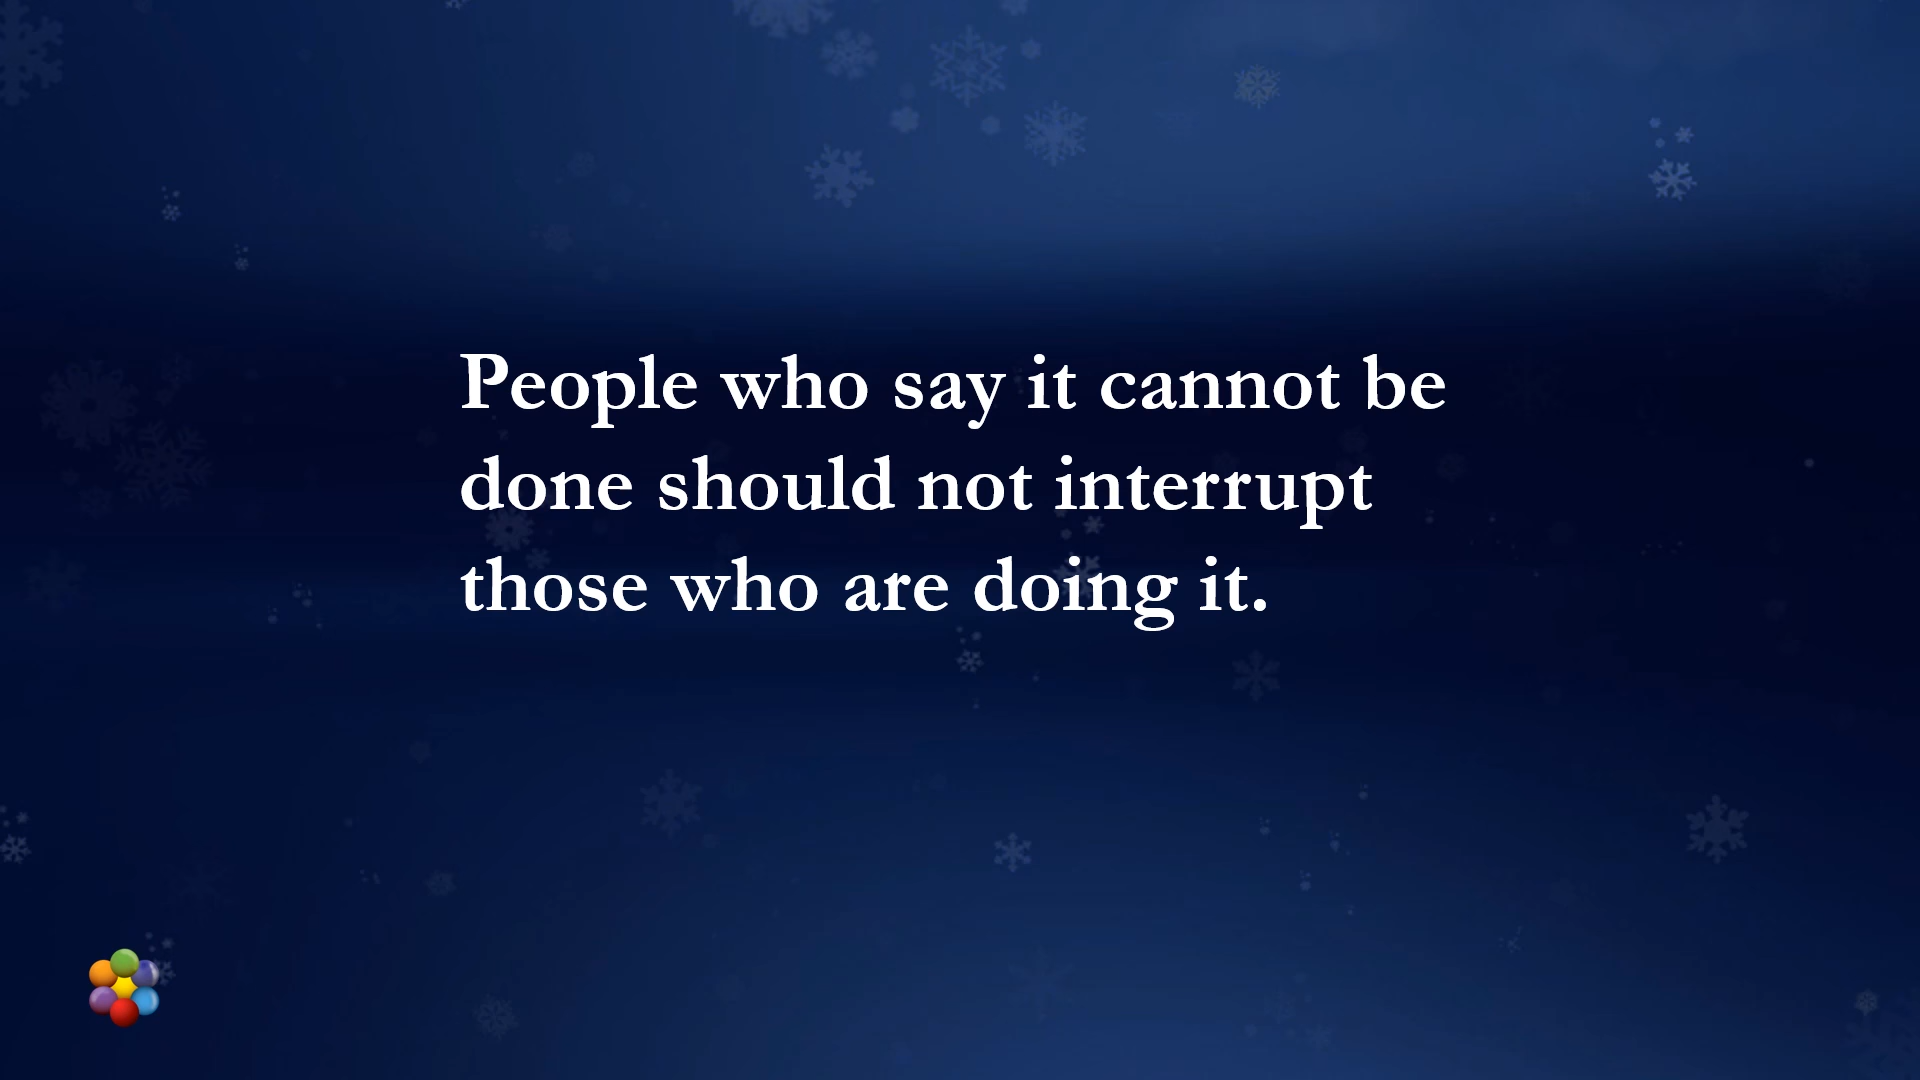 People who say it cannot be
done should not interrupt
those who are doing it.